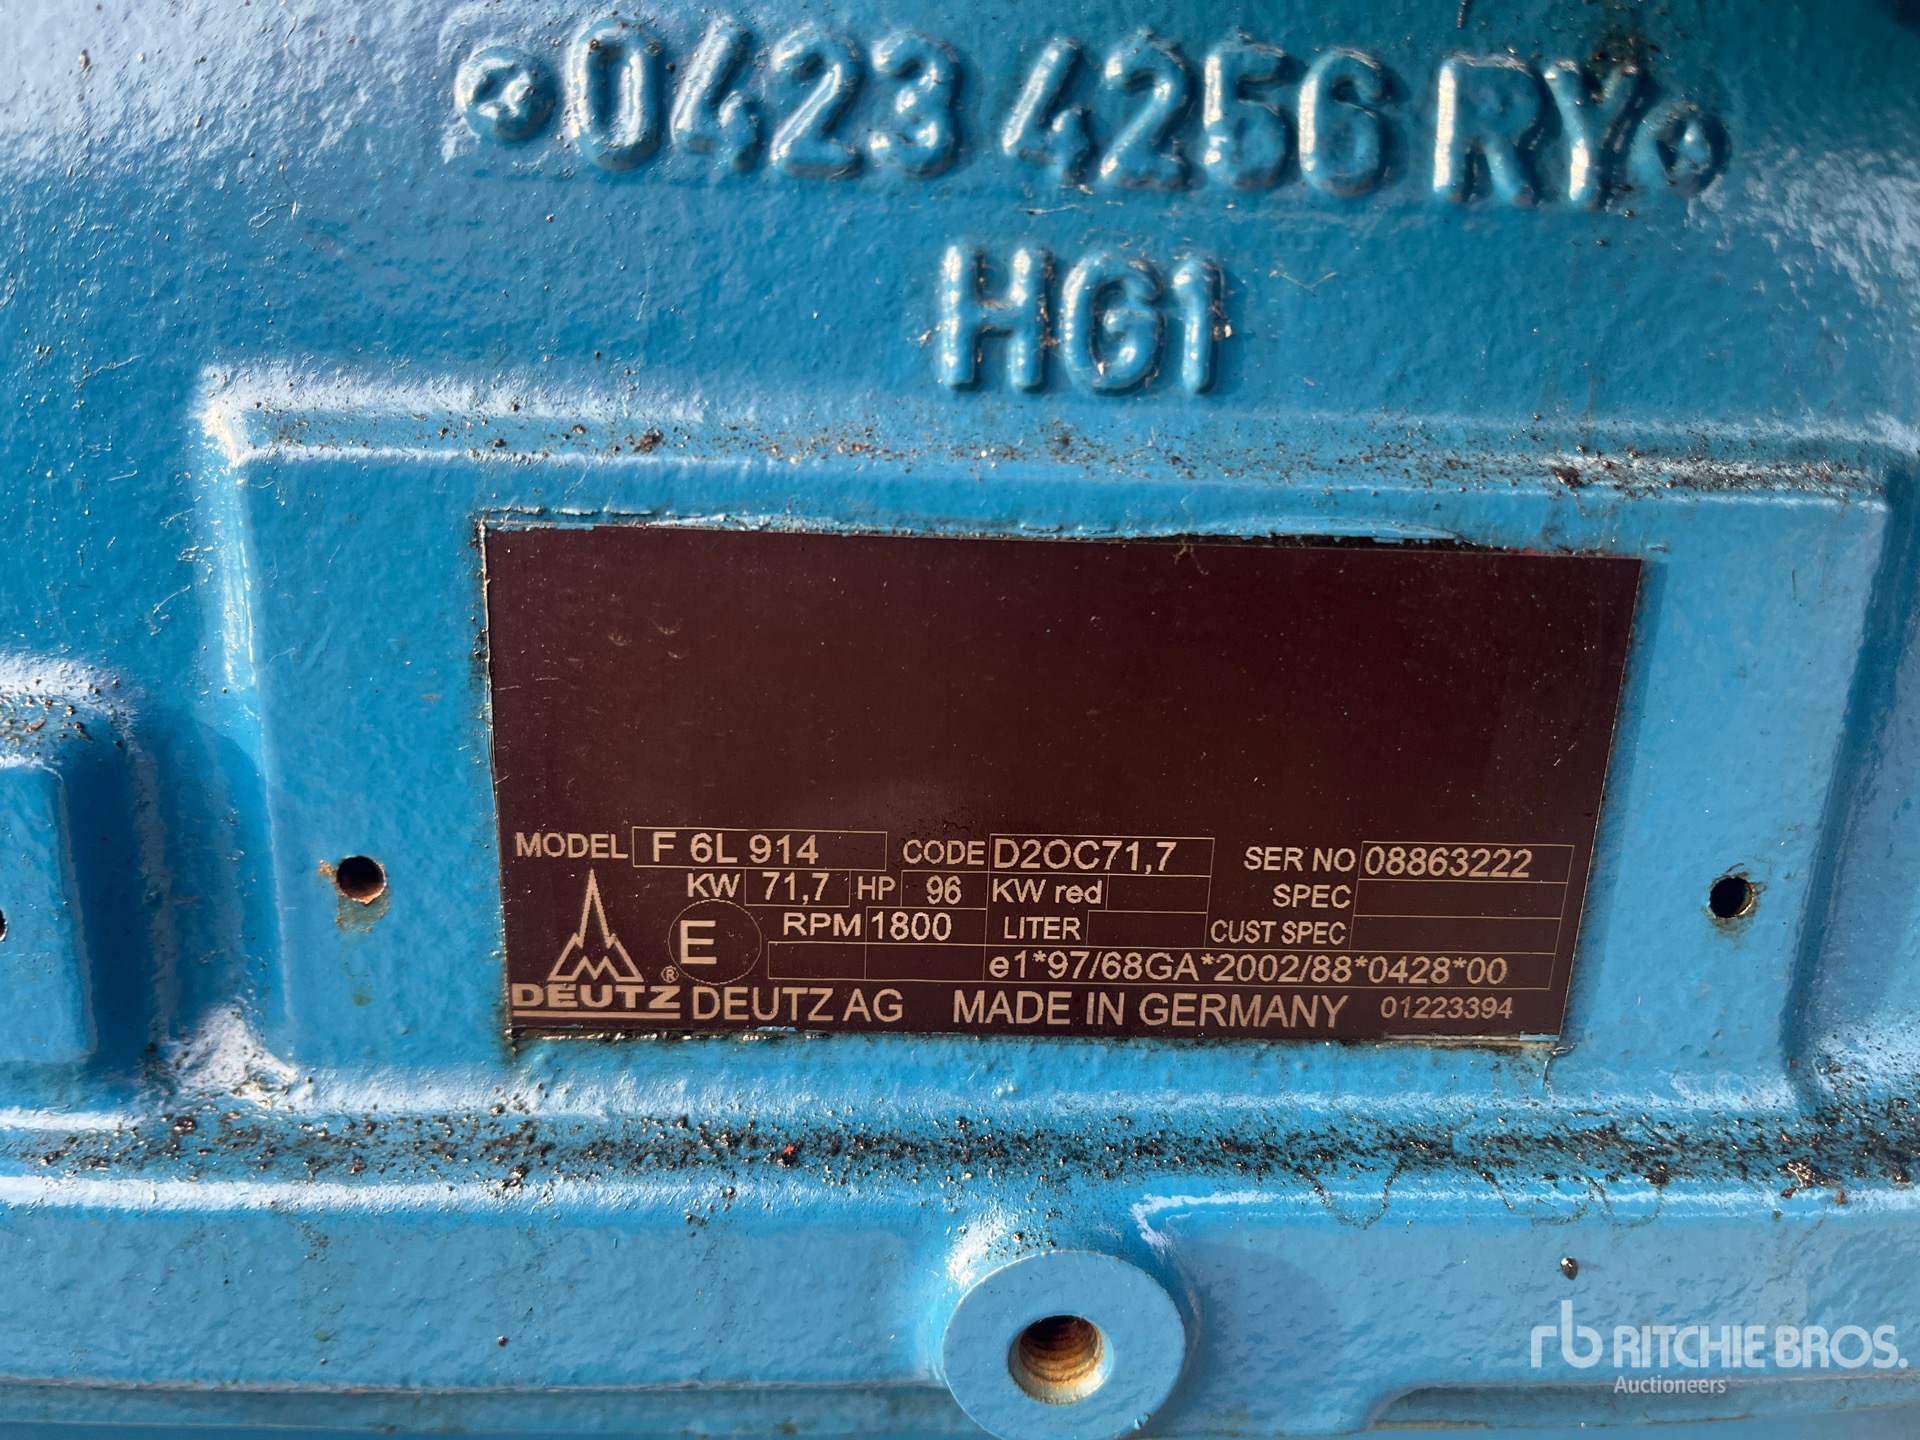 0423 4256 RY
HG1
MODEL F 6L 914 CODE D2OC71,7 SER NO 08863222
KW 71,7 HP 96 KW red SPEC
E RPM 1800 LITER CUST SPEC
e1*97/68GA*2002/88*0428*00
DEUTZ ® DEUTZ AG MADE IN GERMANY 01223394
rb RITCHIE BROS.
Auctioneers